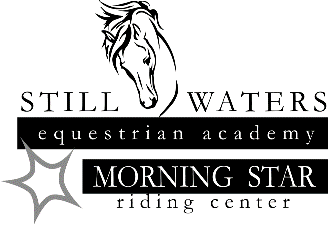 STILL WATERS
equestrian academy
MORNING STAR
riding center